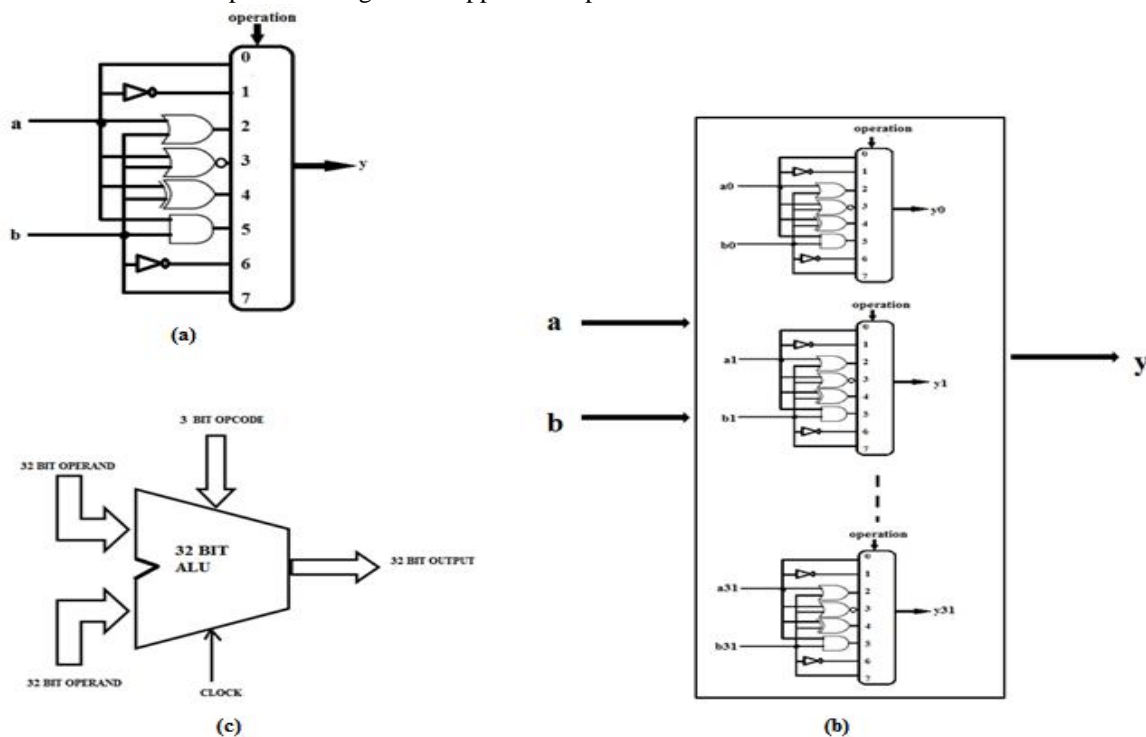 operation
0
1
a
2
3
y
4
5
b
6
7
(a)
operation
0
1
a0
2
3
y0
4
5
b0
6
7
operation
0
1
a1
2
3
y1
4
5
b1
6
7
a
b
y
operation
0
1
a31
2
3
y31
4
5
b31
6
7
(b)
3 BIT OPCODE
32 BIT OPERAND
32 BIT
ALU
32 BIT OUTPUT
32 BIT OPERAND
CLOCK
(c)